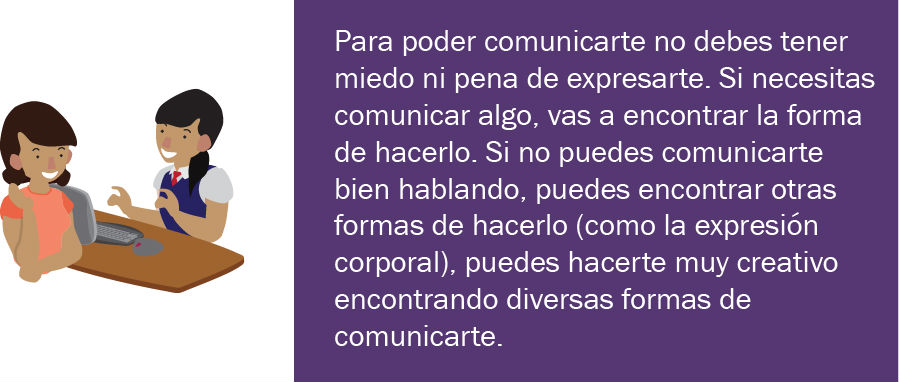 Para poder comunicarte no debes tener
miedo ni pena de expresarte. Si necesitas
comunicar algo, vas a encontrar la forma
de hacerlo. Si no puedes comunicarte
bien hablando, puedes encontrar otras
formas de hacerlo (como la expresión
corporal), puedes hacerte muy creativo
encontrando diversas formas de
comunicarte.